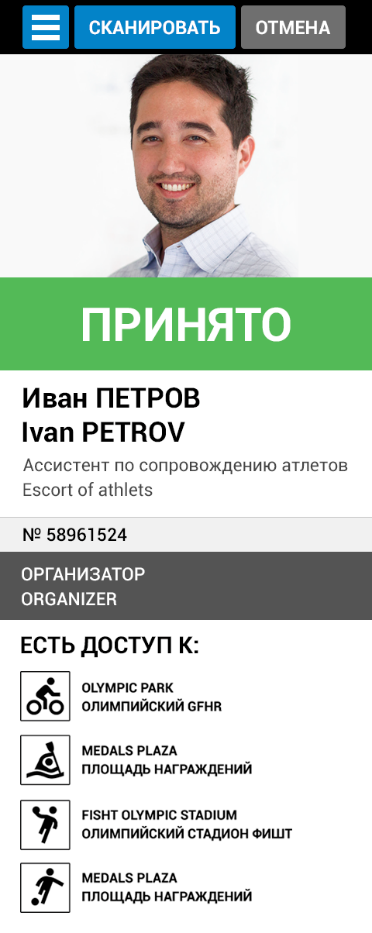 СКАНИРОВАТЬ ОТМЕНА
ПРИНЯТО
Иван ПЕТРОВ
Ivan PETROV
Ассистент по сопровождению атлетов
Escort of athlets
№ 58961524
ОРГАНИЗАТОР
ORGANIZER
ЕСТЬ ДОСТУП К:
OLYMPIC PARK
ОЛИМПИЙСКИЙ GFHR
MEDALS PLAZA
ПЛОЩАДЬ НАГРАЖДЕНИЙ
FISHT OLYMPIC STADIUM
ОЛИМПИЙСКИЙ СТАДИОН ФИШТ
MEDALS PLAZA
ПЛОЩАДЬ НАГРАЖДЕНИЙ